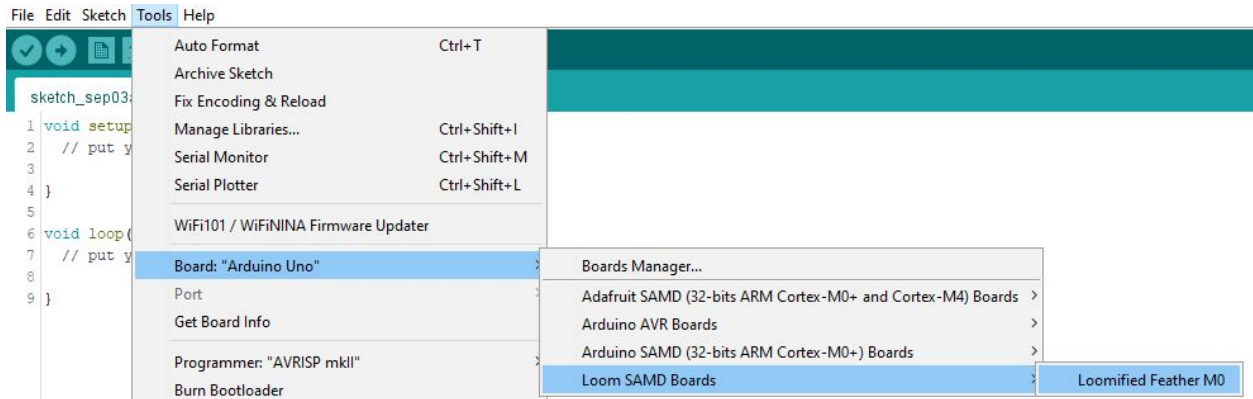 File Edit Sketch Tools Help
sketch_sep03
1 void setup
2 // put y
3
4 }
5
6 void loop(
7 // put y
8
9 }
Auto Format Ctrl+T
Archive Sketch
Fix Encoding & Reload
Manage Libraries... Ctrl+Shift+I
Serial Monitor Ctrl+Shift+M
Serial Plotter Ctrl+Shift+L
WiFi101 / WiFiNINA Firmware Updater
Board: "Arduino Uno"
Port
Get Board Info
Programmer: "AVRISP mkII"
Burn Bootloader
Boards Manager...
Adafruit SAMD (32-bits ARM Cortex-M0+ and Cortex-M4) Boards
Arduino AVR Boards
Arduino SAMD (32-bits ARM Cortex-M0+) Boards
Loom SAMD Boards
Loomified Feather M0